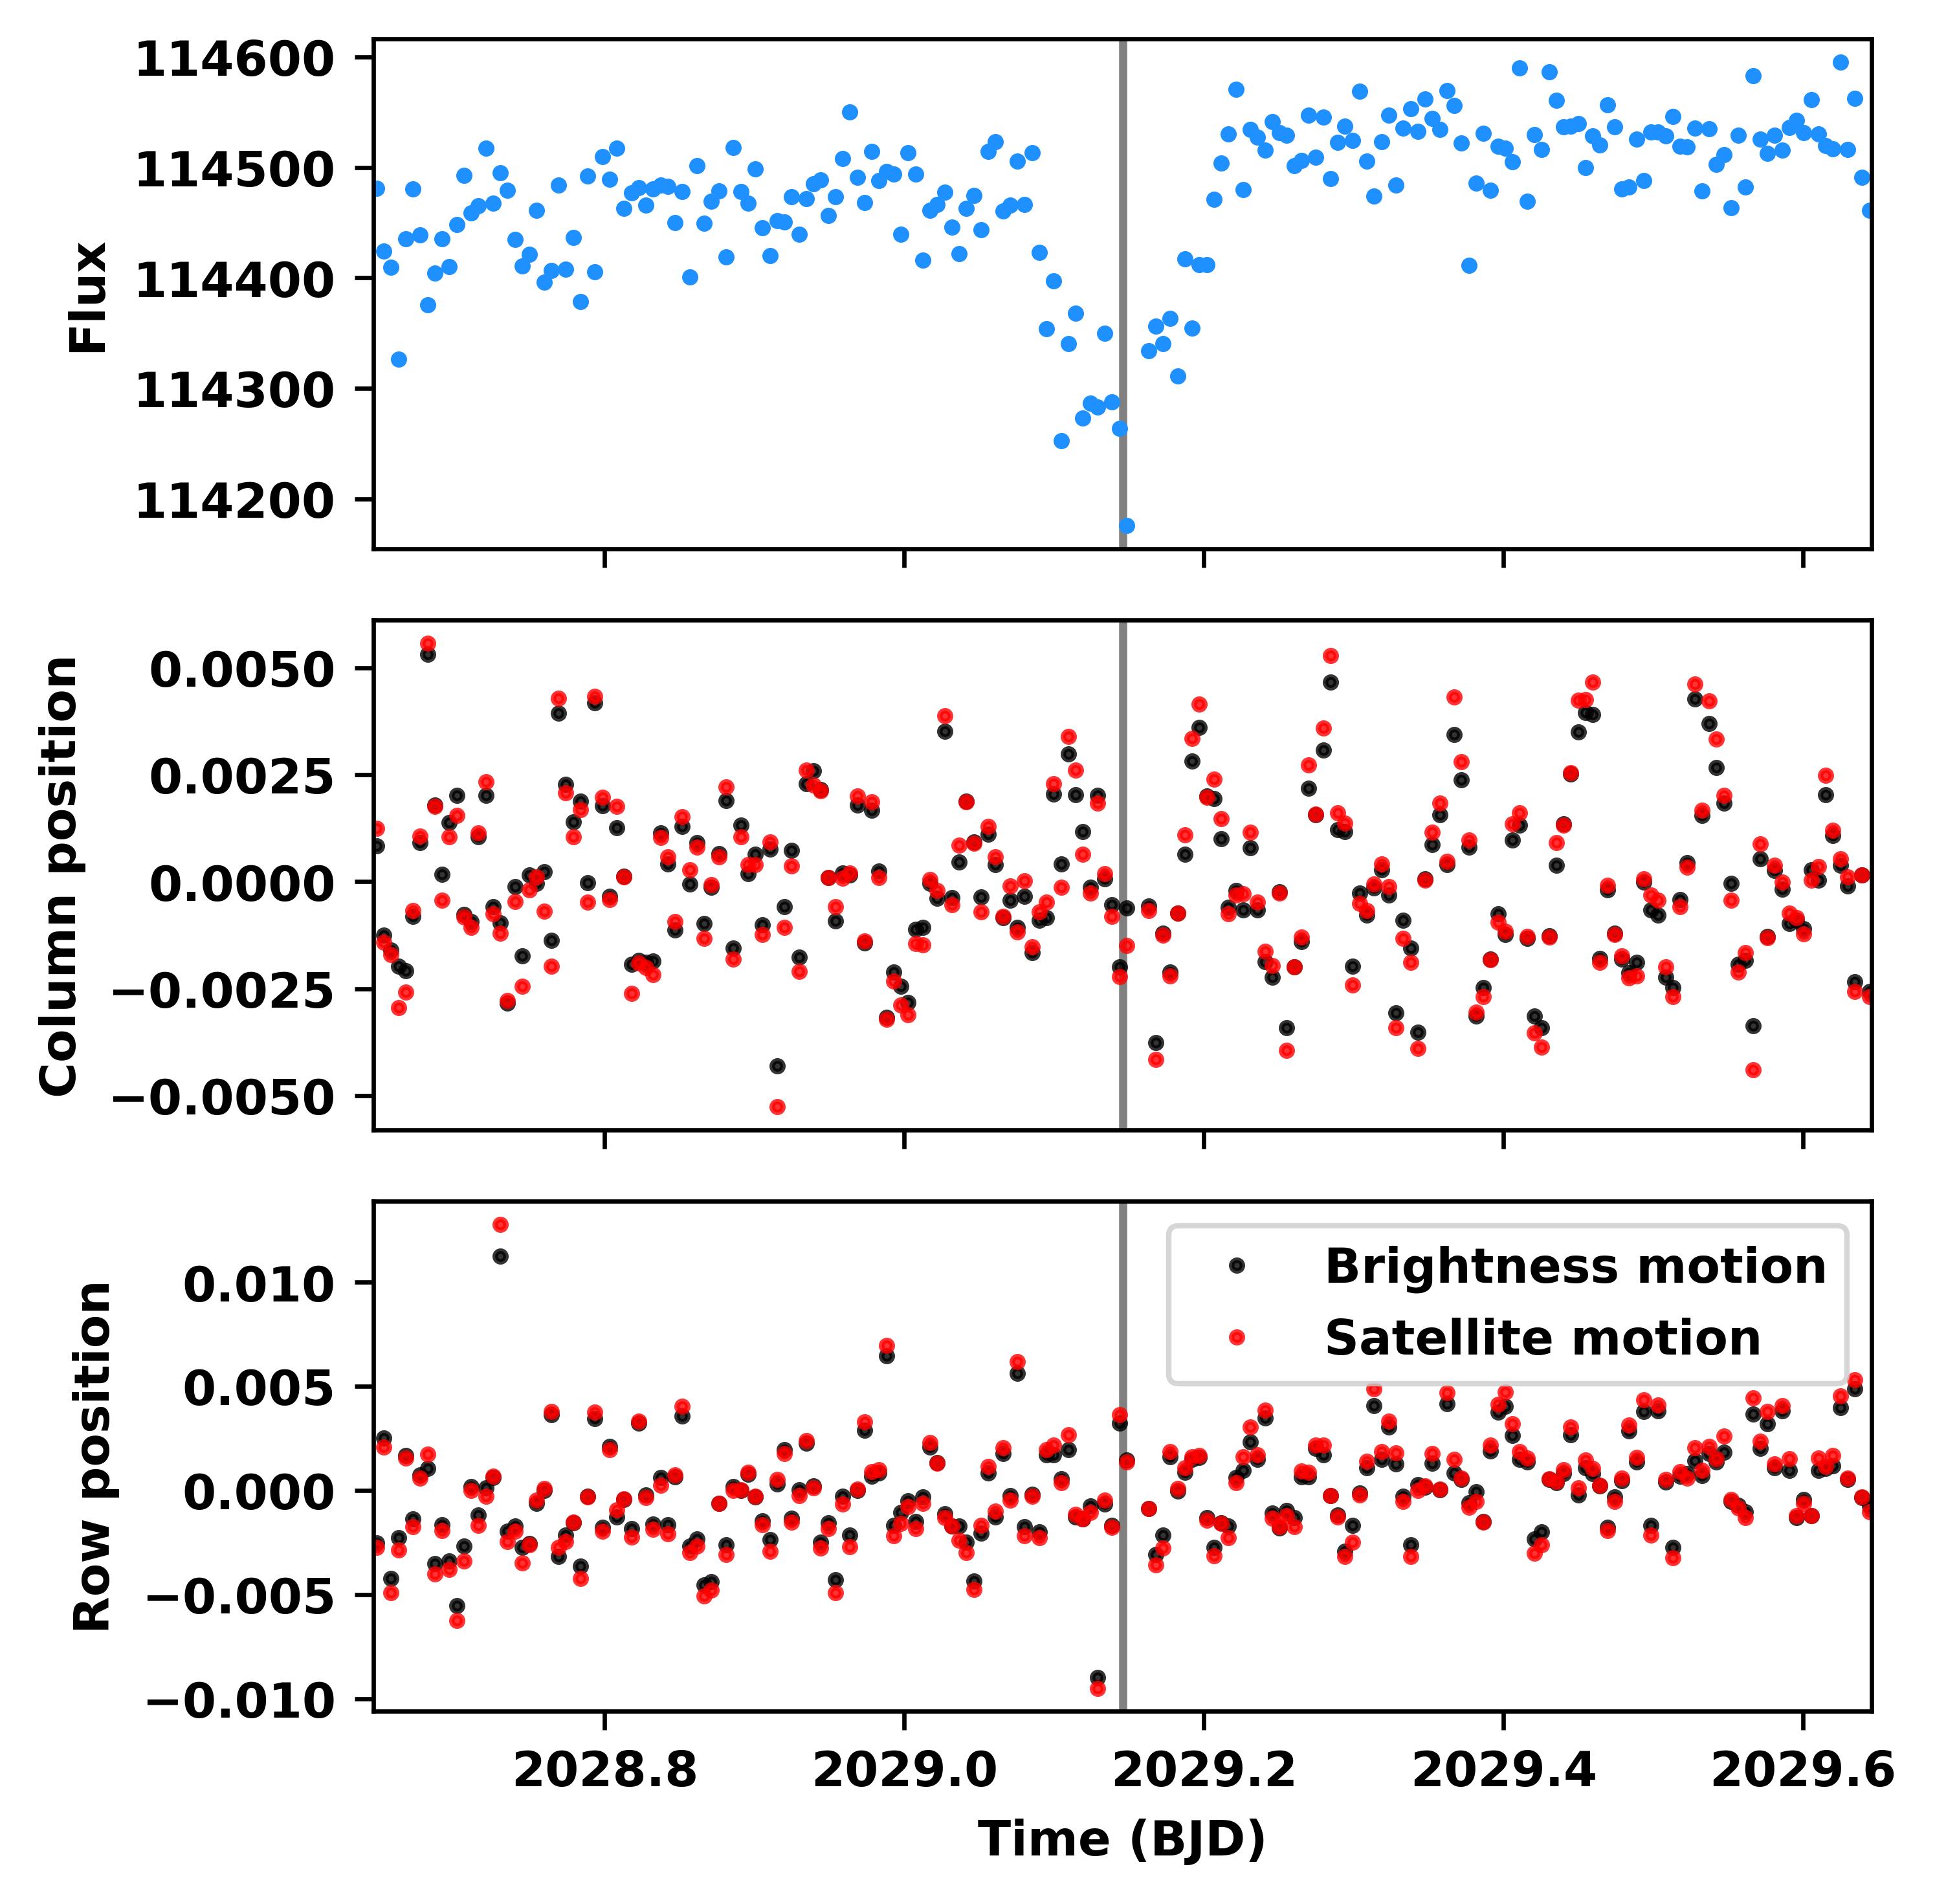 114600
114500
114400
114300
114200
Flux
0.0050
0.0025
0.0000
−0.0025
−0.0050
Column position
0.010
0.005
0.000
−0.005
−0.010
Row position
Brightness motion
Satellite motion
2028.8 2029.0 2029.2 2029.4 2029.6
Time (BJD)